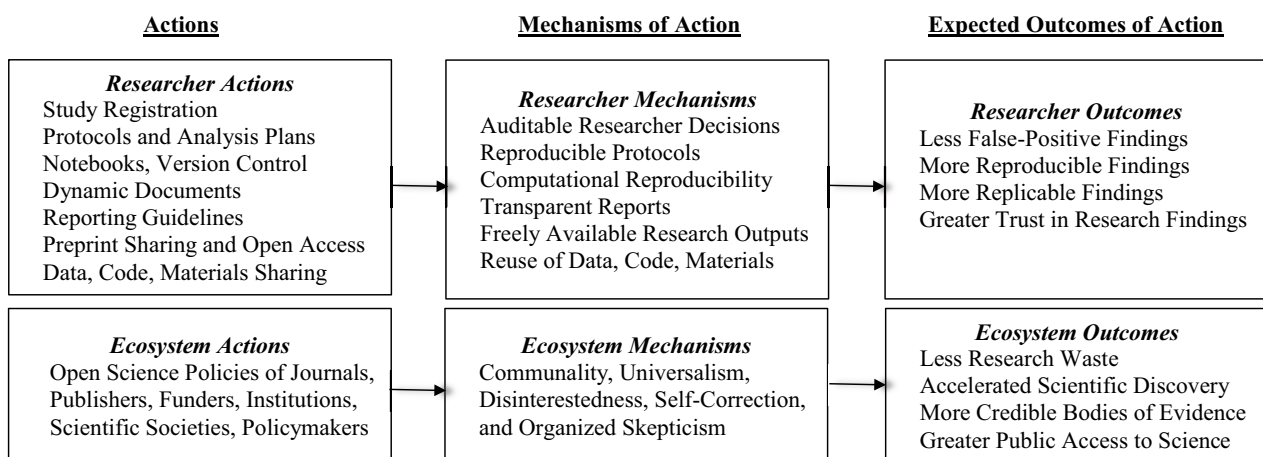 Actions
Mechanisms of Action
Expected Outcomes of Action
Researcher Actions
Study Registration
Protocols and Analysis Plans
Notebooks, Version Control
Dynamic Documents
Reporting Guidelines
Preprint Sharing and Open Access
Data, Code, Materials Sharing
Researcher Mechanisms
Auditable Researcher Decisions
Reproducible Protocols
Computational Reproducibility
Transparent Reports
Freely Available Research Outputs
Reuse of Data, Code, Materials
Researcher Outcomes
Less False-Positive Findings
More Reproducible Findings
More Replicable Findings
Greater Trust in Research Findings
Ecosystem Actions
Open Science Policies of Journals,
Publishers, Funders, Institutions,
Scientific Societies, Policymakers
Ecosystem Mechanisms
Communality, Universalism,
Disinterestedness, Self-Correction,
and Organized Skepticism
Ecosystem Outcomes
Less Research Waste
Accelerated Scientific Discovery
More Credible Bodies of Evidence
Greater Public Access to Science